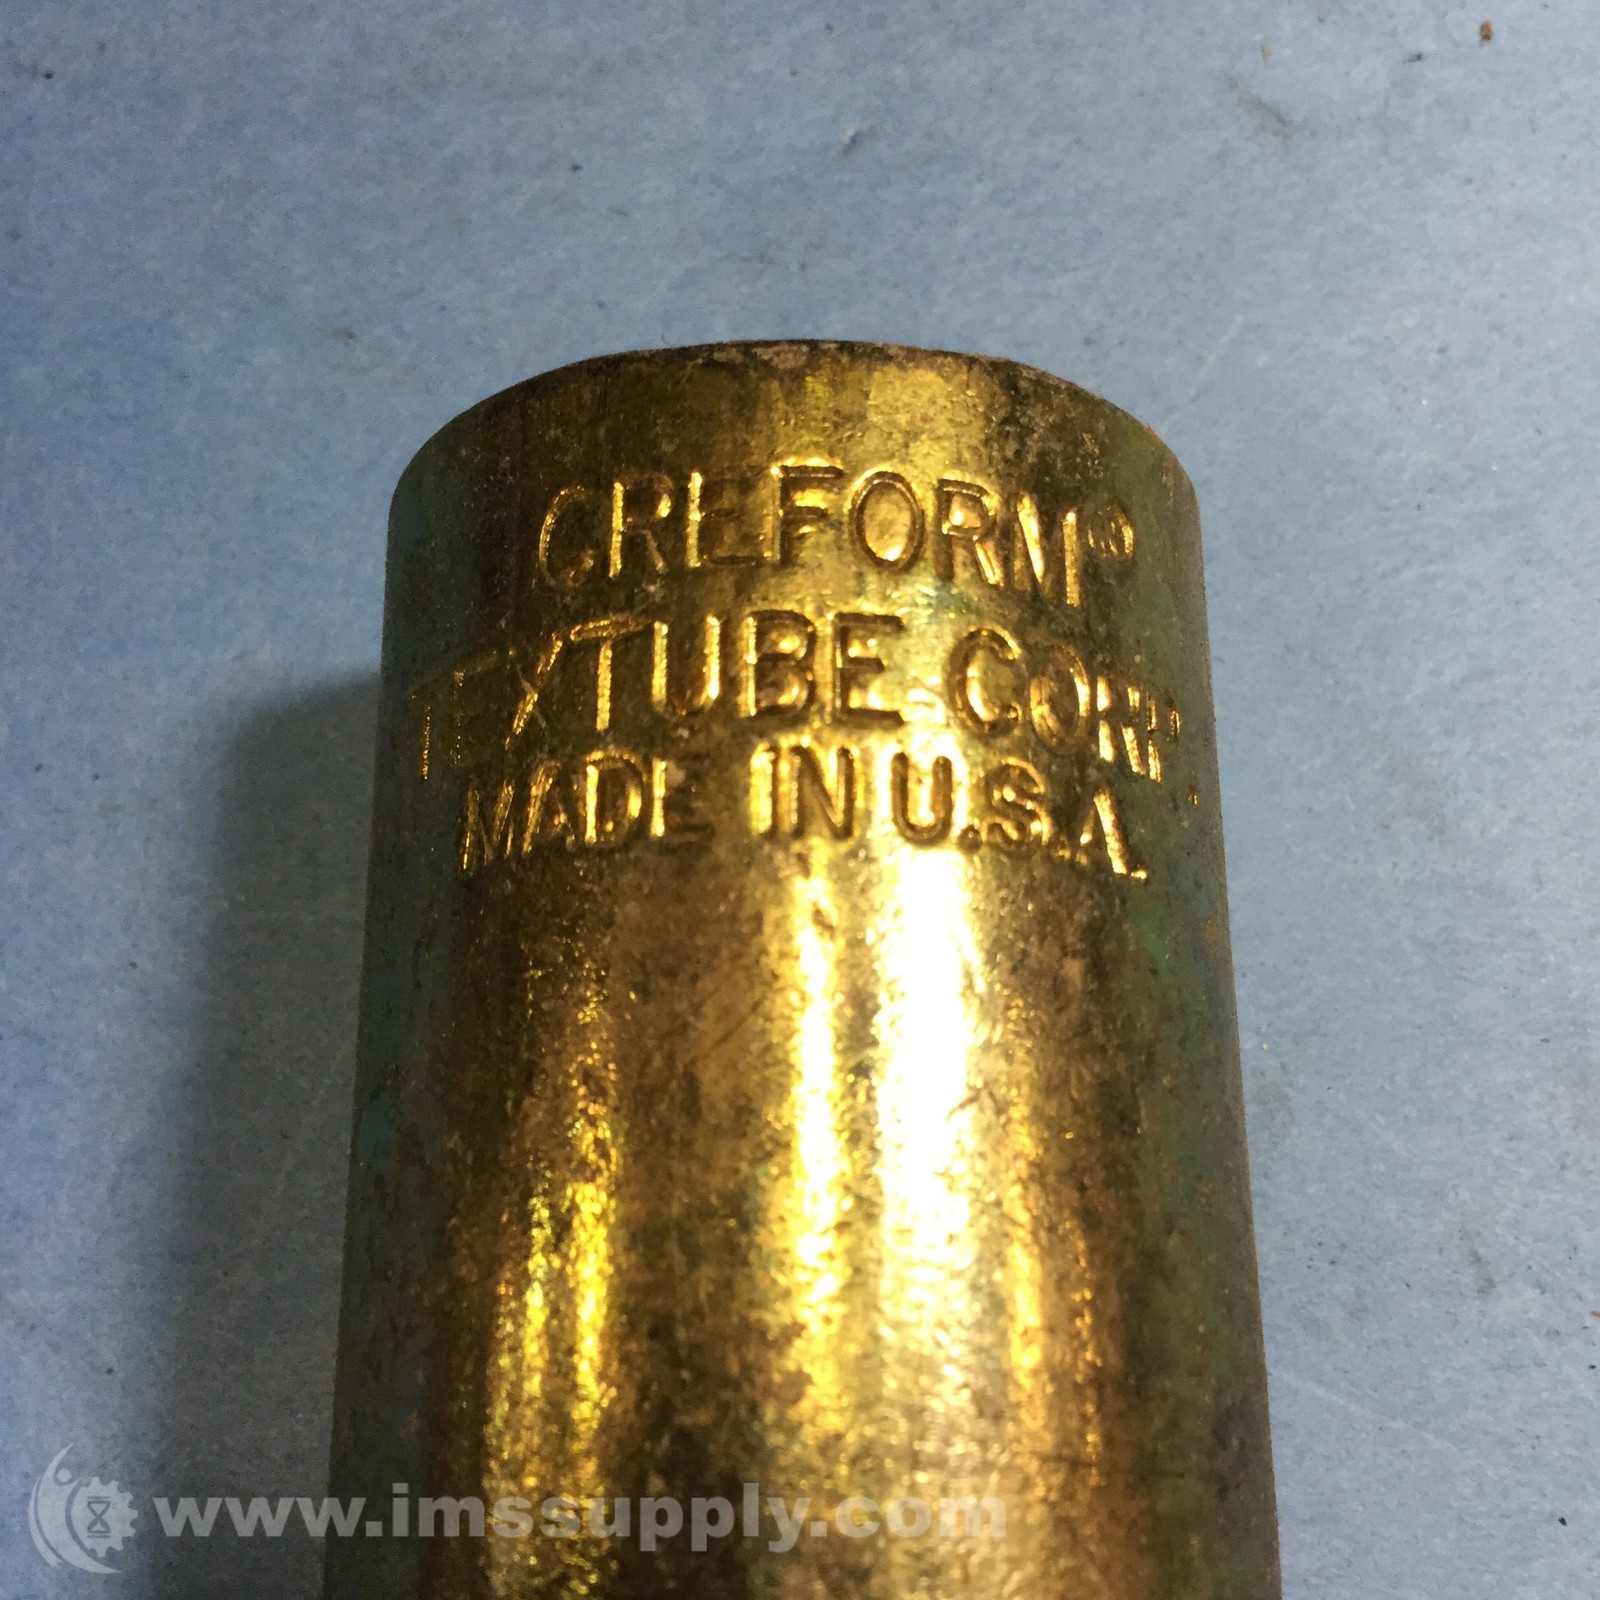 CREFORM®
TEXTUBE CORP.
MADE IN U.S.A.
www.imssupply.com